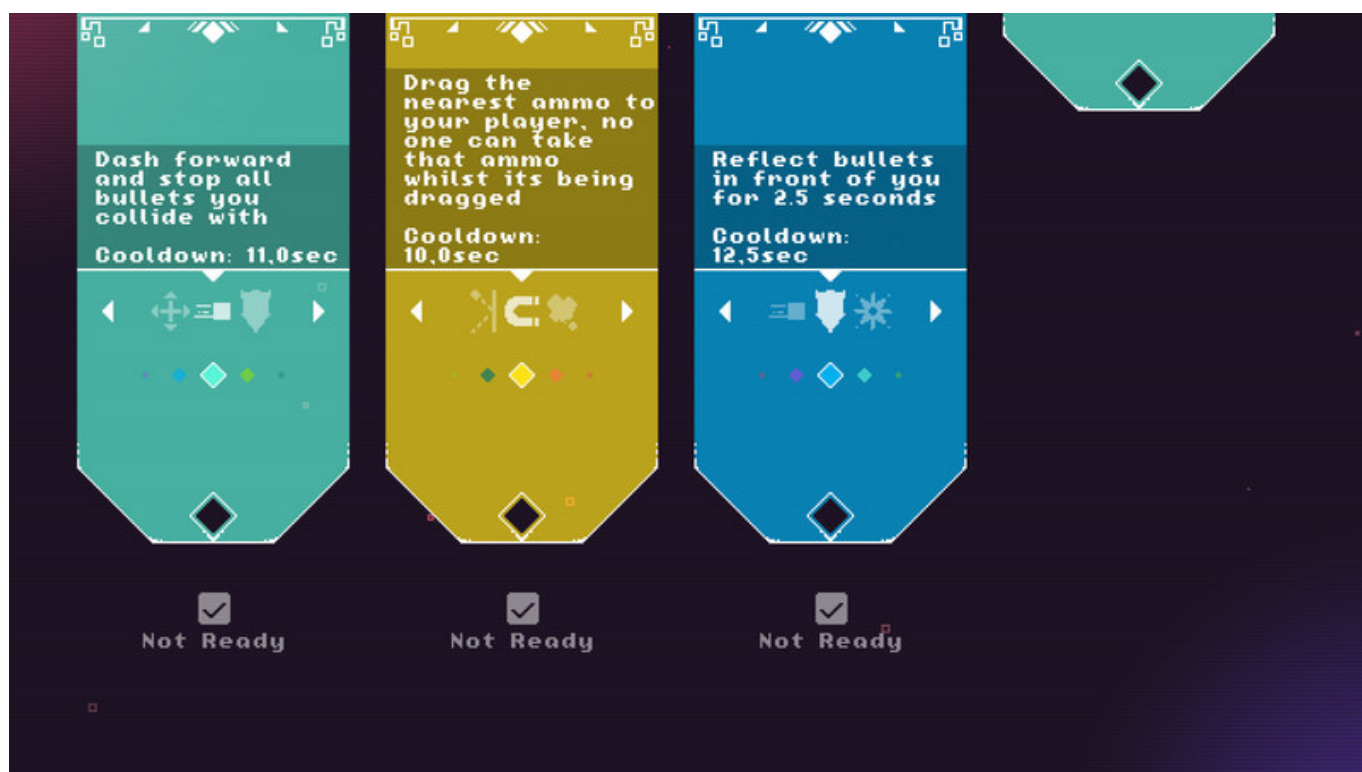 Dash forward
and stop all
bullets you
collide with
Cooldown: 11,0sec
Drag the
nearest ammo to
your player, no
one can take
that ammo
whilst its being
dragged
Cooldown:
10,0sec
Reflect bullets
in front of you
for 2.5 seconds
Cooldown:
12,5sec
Not Ready
Not Ready
Not Ready